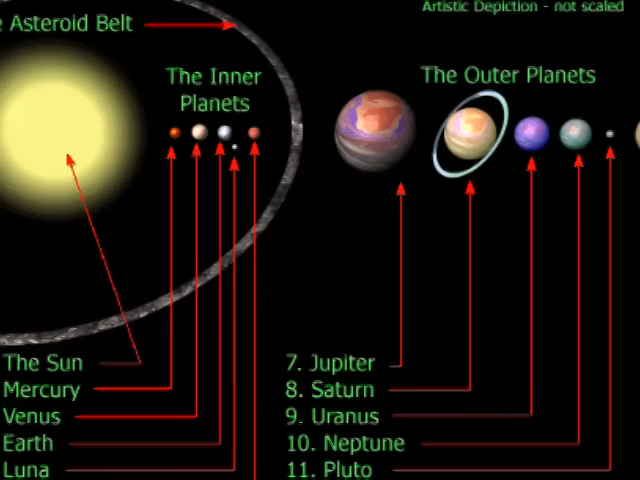 Artistic Depiction - not scaled
Asteroid Belt
The Inner
Planets
The Outer Planets
The Sun
Mercury
Venus
Earth
Luna
7. Jupiter
8. Saturn
9. Uranus
10. Neptune
11. Pluto